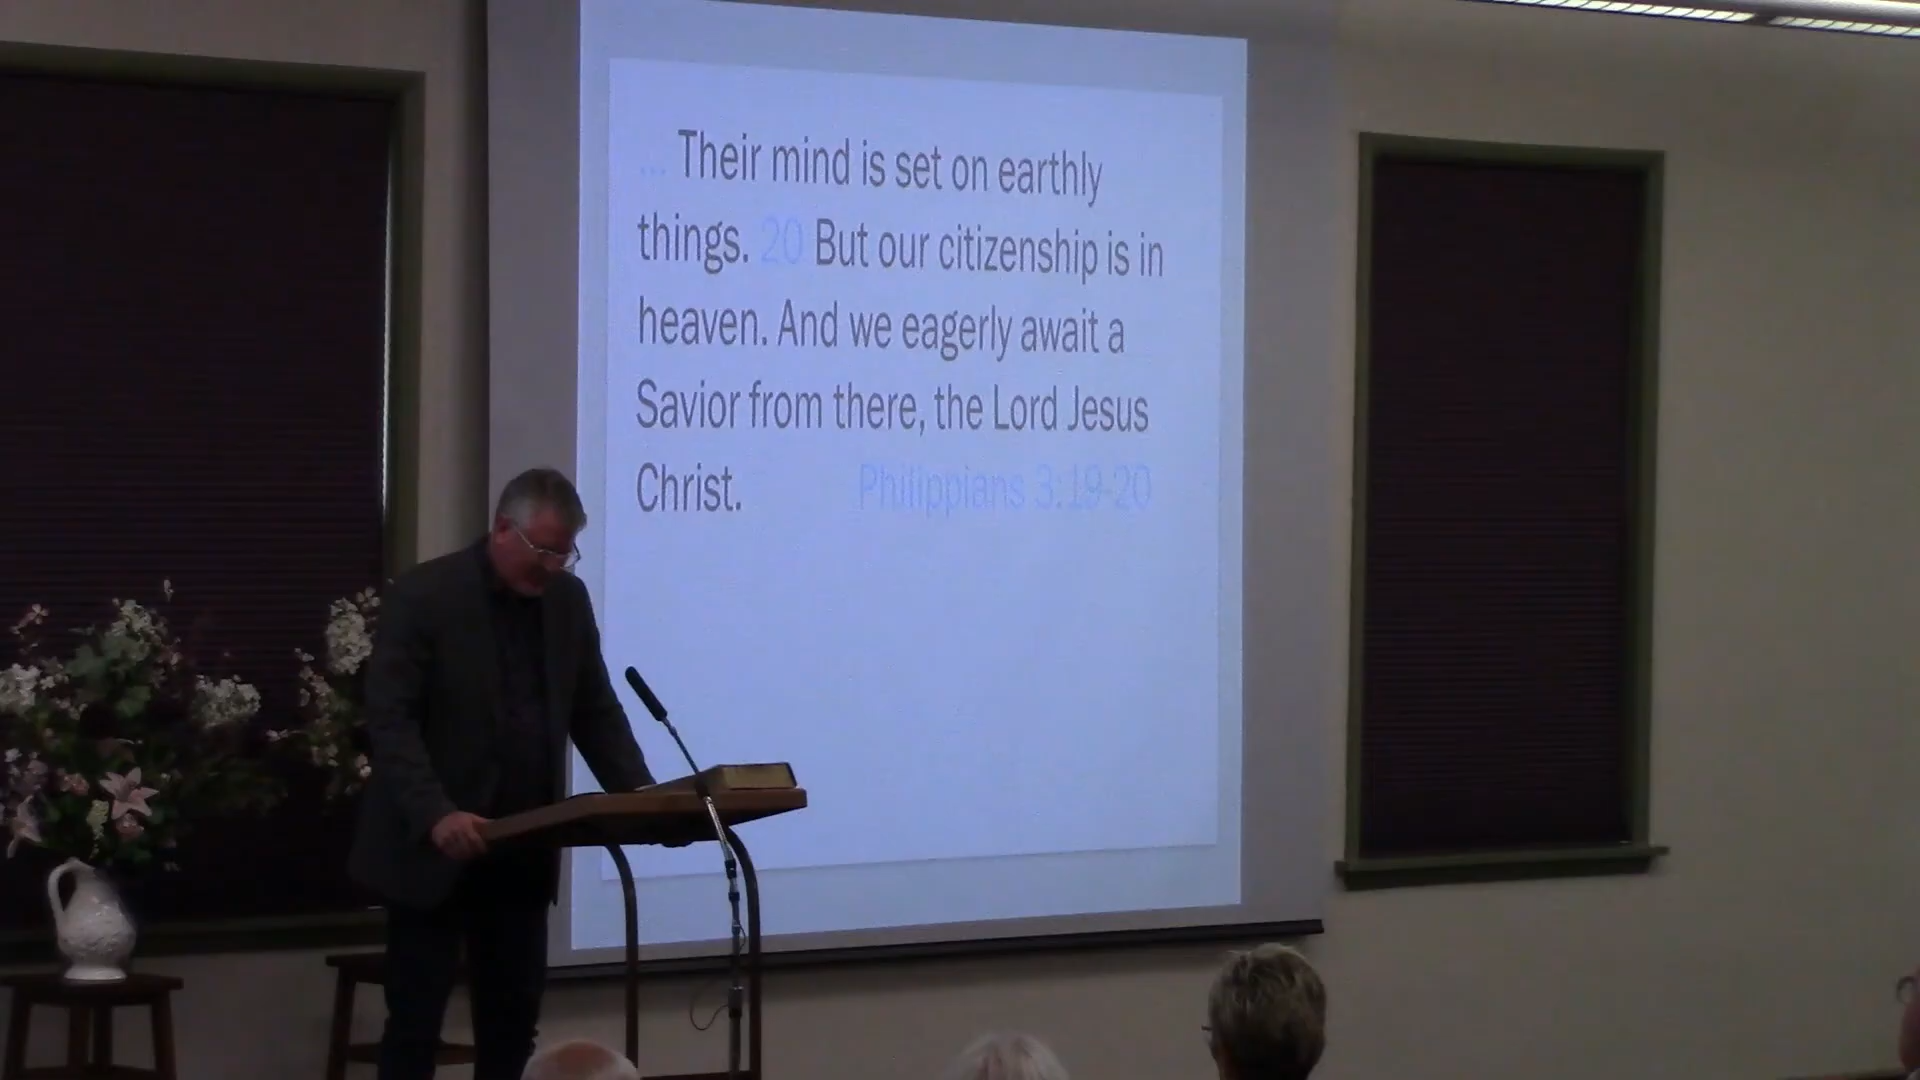 ... Their mind is set on earthly
things. 20 But our citizenship is in
heaven. And we eagerly await a
Savior from there, the Lord Jesus
Christ. Philippians 3:19-20